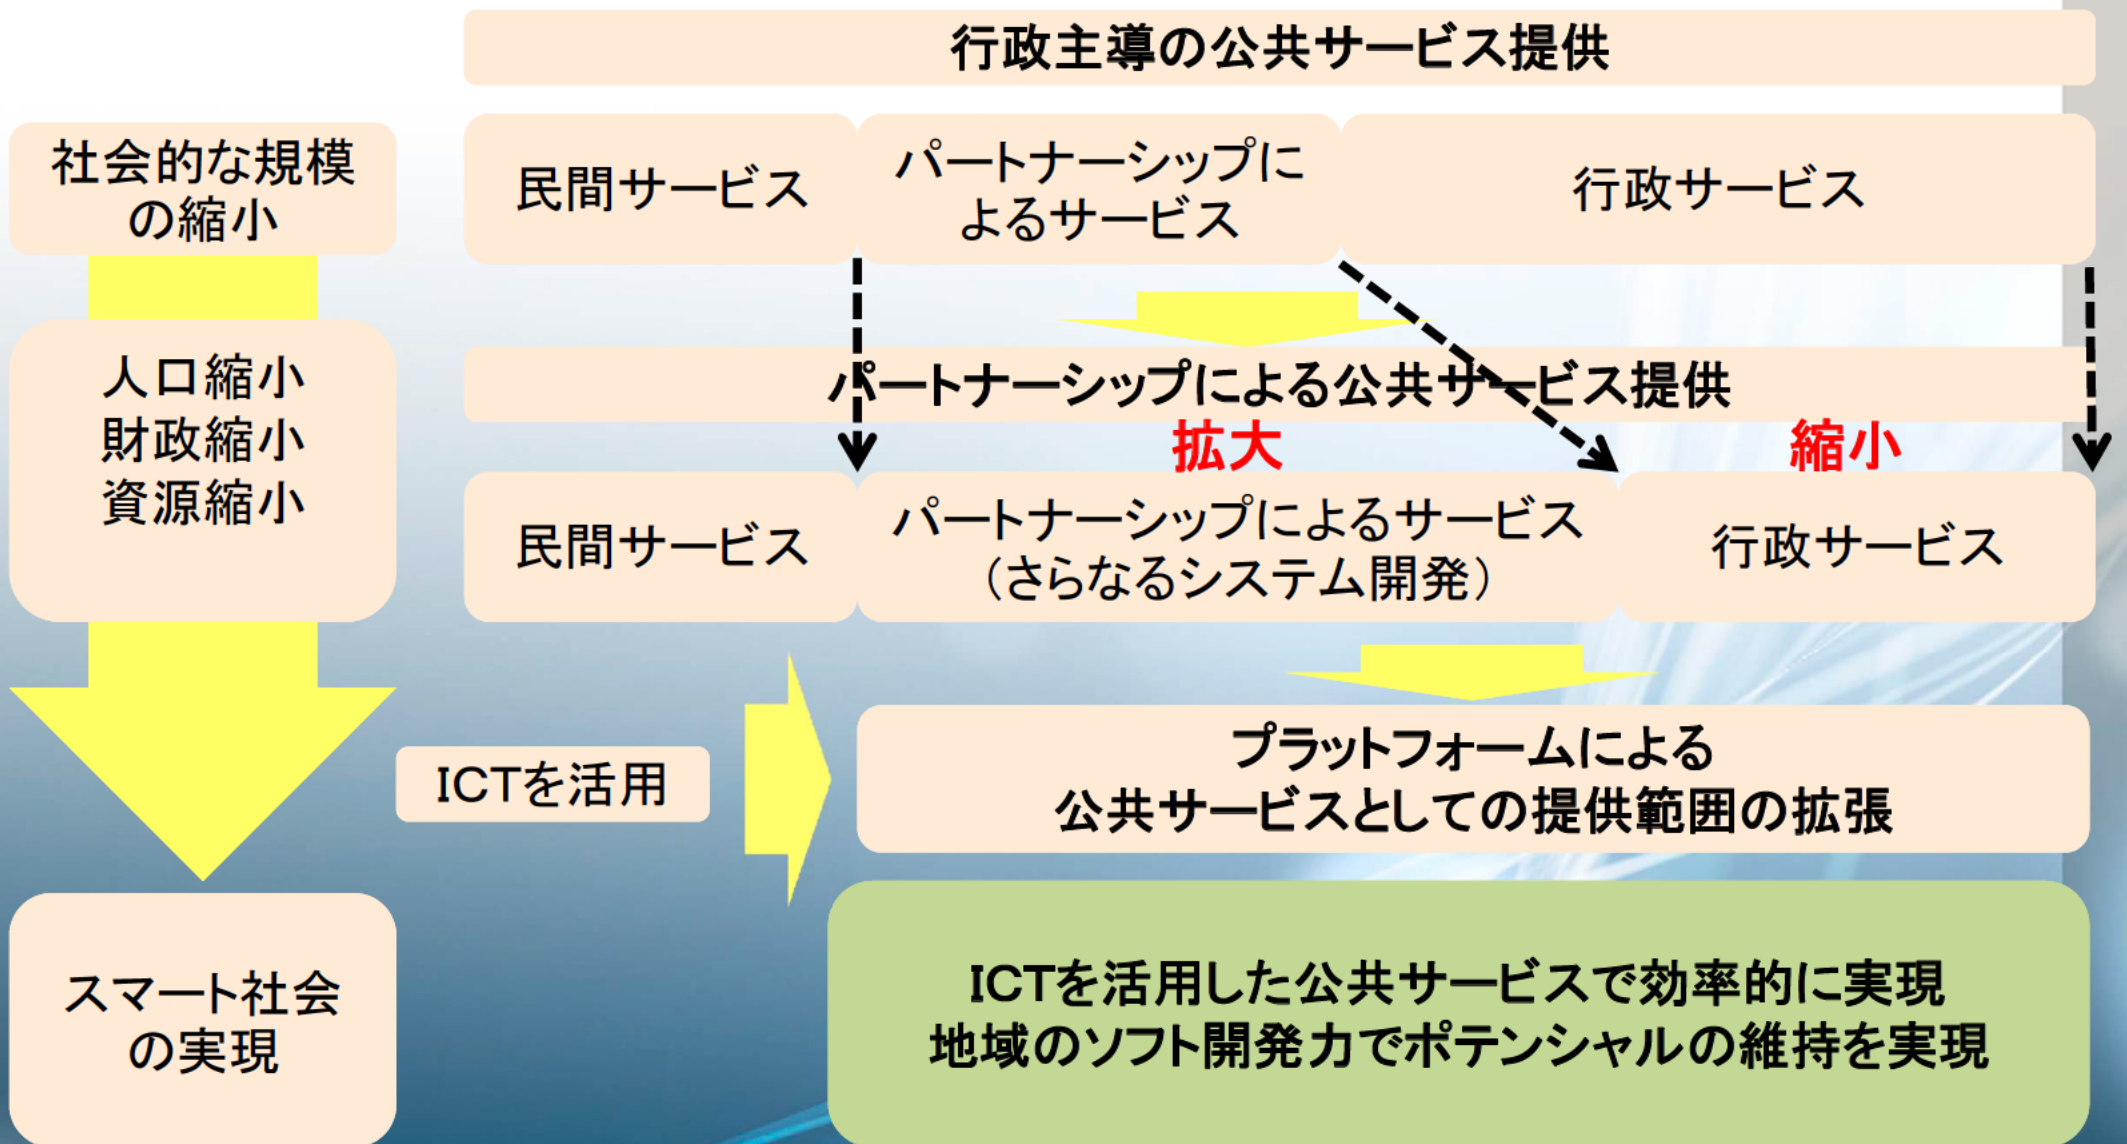 行政主導の公共サービス提供
社会的な規模
の縮小
民間サービス
パートナーシップに
よるサービス
行政サービス
人口縮小
財政縮小
資源縮小
パートナーシップによる公共サービス提供
拡大
縮小
民間サービス
パートナーシップによるサービス
（さらなるシステム開発）
行政サービス
ICTを活用
プラットフォームによる
公共サービスとしての提供範囲の拡張
スマート社会
の実現
ICTを活用した公共サービスで効率的に実現
地域のソフト開発力でポテンシャルの維持を実現